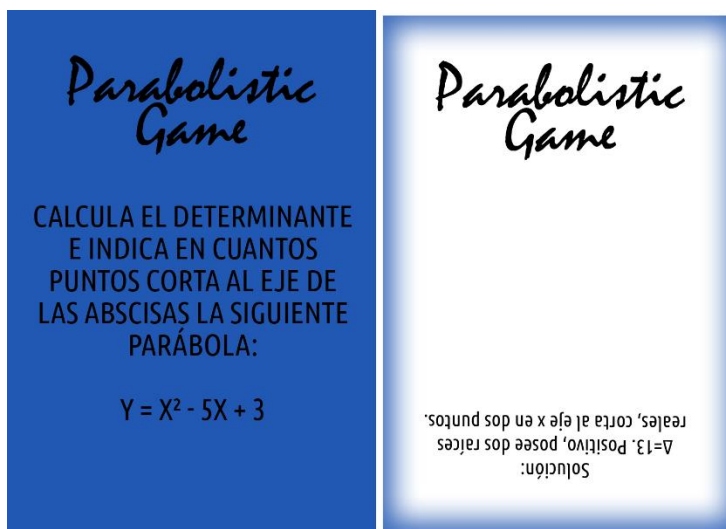 Parabolistic
Game
CALCULA EL DETERMINANTE
E INDICA EN CUANTOS
PUNTOS CORTA AL EJE DE
LAS ABSCISAS LA SIGUIENTE
PARÁBOLA:
Y = X² - 5X + 3
Parabolistic
Game
Solución:
Δ=13. Positivo, posee dos raíces
reales, corta al eje x en dos puntos.